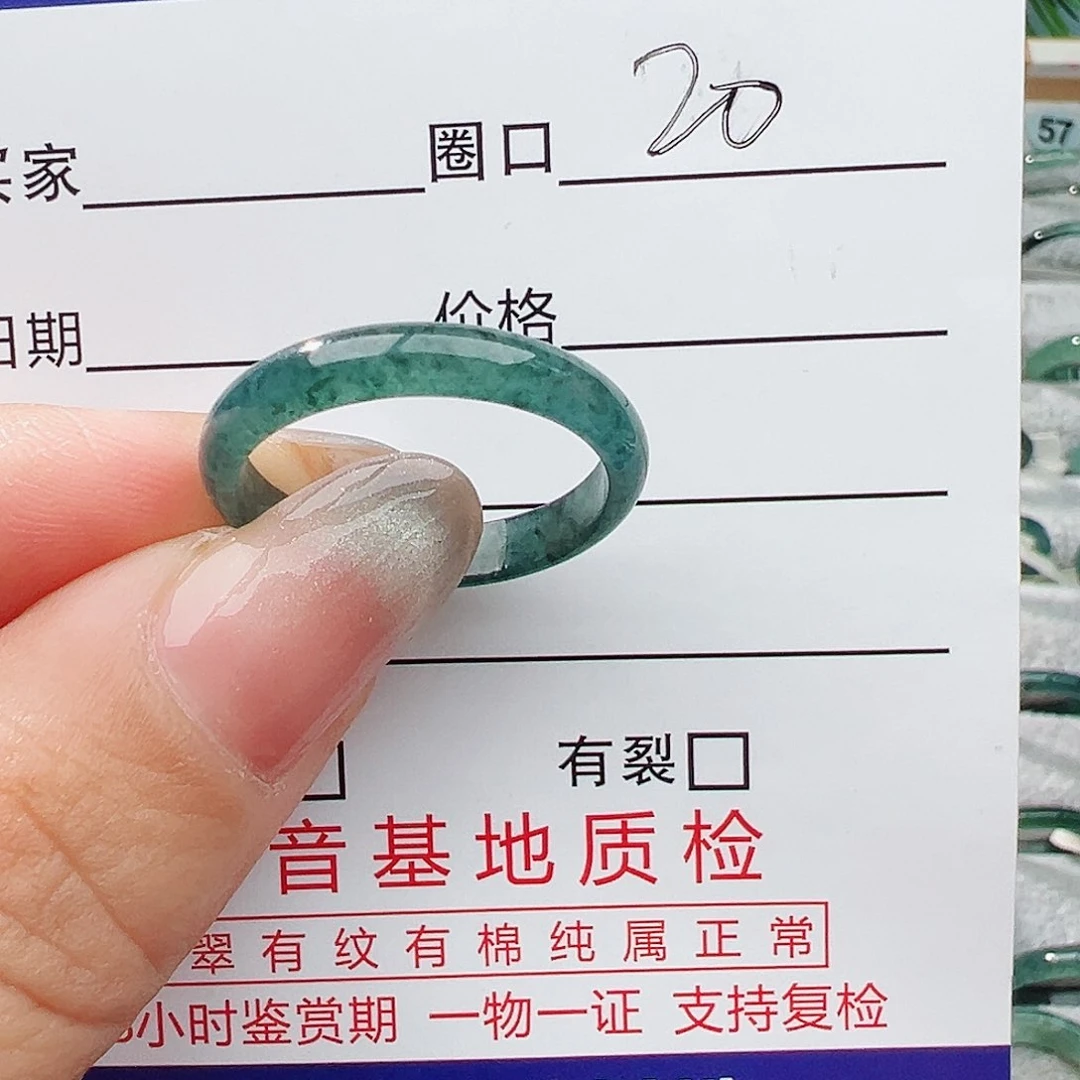 买家 圈口 20
日期 价格
有裂
音基地质检
翠有纹有棉纯属正常
小时鉴赏期 一物一证 支持复检
57